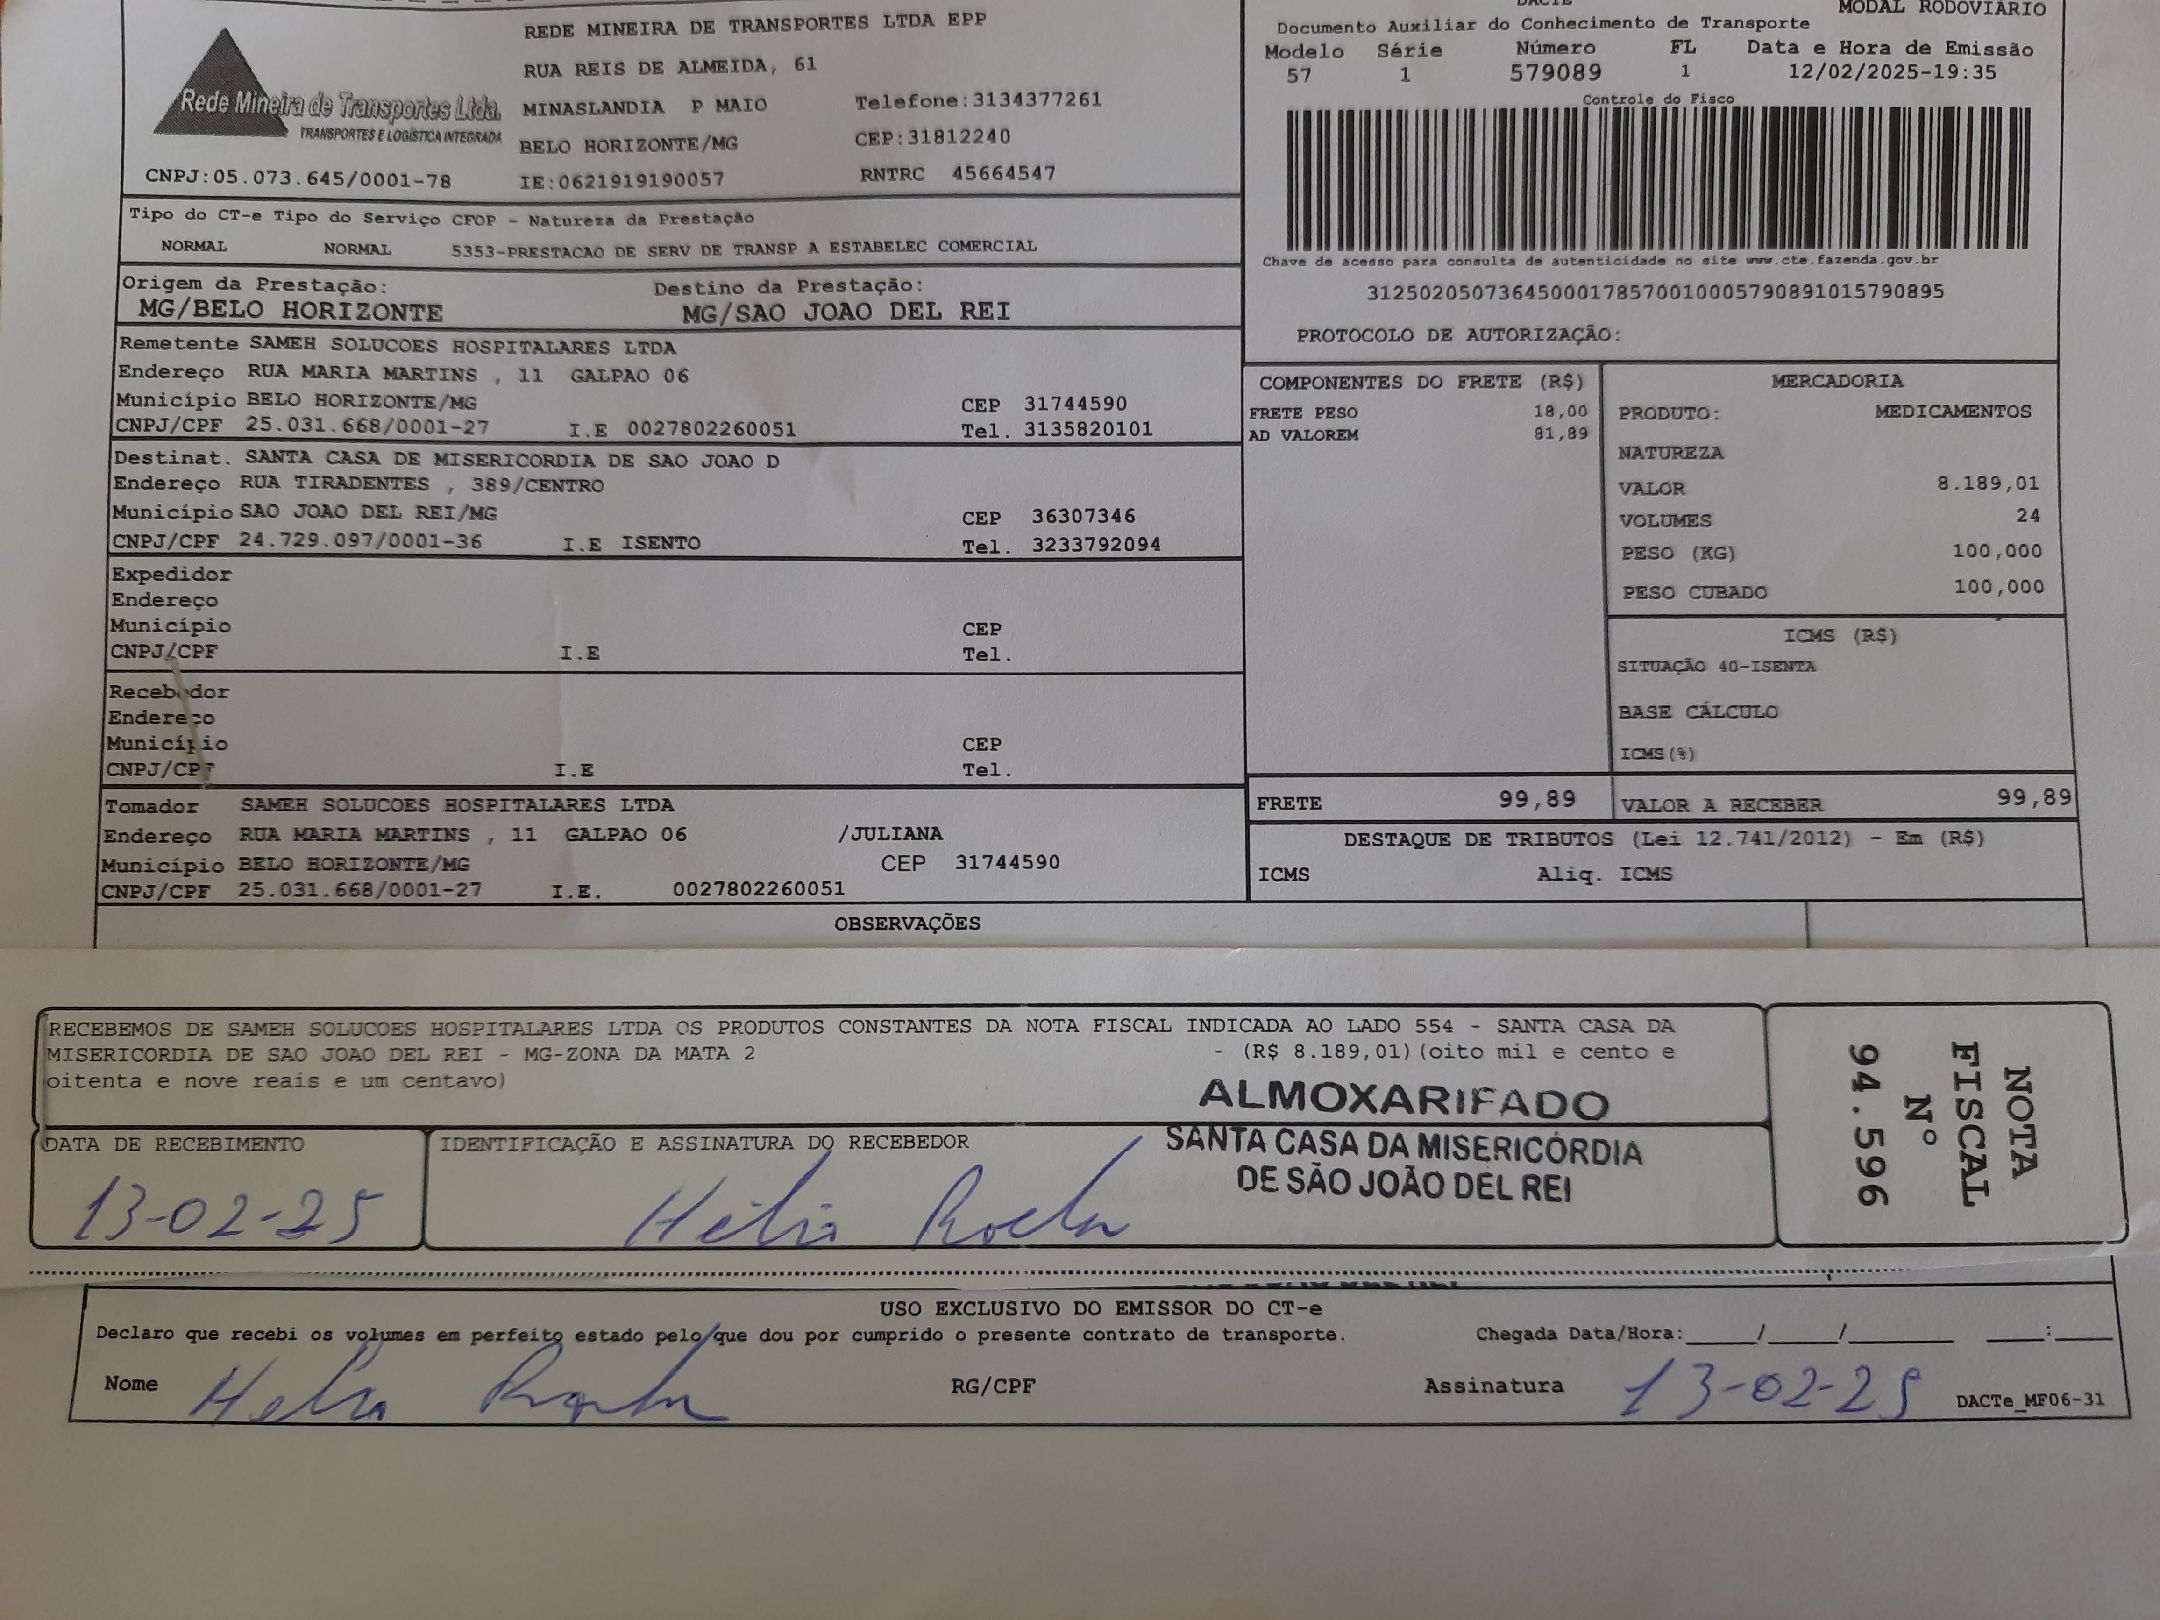 REDE MINEIRA DE TRANSPORTES LTDA EPP
RUA REIS DE ALMEIDA, 61
MINASLANDIA P MAIO Telefone:3134377261
BELO HORIZONTE/MG CEP:31812240
Rede Mineira de Transportes Ltda.
TRANSPORTES E LOGÍSTICA INTEGRADA
CNPJ:05.073.645/0001-78 IE:0621919190057 RNTRC 45664547
DACTE MODAL RODOVIÁRIO
Documento Auxiliar do Conhecimento de Transporte
Modelo Série Número FL Data e Hora de Emissão
57 1 579089 1 12/02/2025-19:35
Controle do Fisco
Chave de acesso para consulta de autenticidade no site www.cte.fazenda.gov.br
31250205073645000178570010005790891015790895
PROTOCOLO DE AUTORIZAÇÃO:
Tipo do CT-e Tipo do Serviço CFOP - Natureza da Prestação
NORMAL NORMAL 5353-PRESTACAO DE SERV DE TRANSP A ESTABELEC COMERCIAL
Origem da Prestação: Destino da Prestação:
MG/BELO HORIZONTE MG/SAO JOAO DEL REI
Remetente SAMEH SOLUCOES HOSPITALARES LTDA
Endereço RUA MARIA MARTINS , 11 GALPAO 06
Município BELO HORIZONTE/MG CEP 31744590
CNPJ/CPF 25.031.668/0001-27 I.E 0027802260051 Tel. 3135820101
Destinat. SANTA CASA DE MISERICORDIA DE SAO JOAO D
Endereço RUA TIRADENTES , 389/CENTRO
Município SAO JOAO DEL REI/MG CEP 36307346
CNPJ/CPF 24.729.097/0001-36 I.E ISENTO Tel. 3233792094
Expedidor
Endereço
Município CEP
CNPJ/CPF I.E Tel.
Recebedor
Endereço
Município CEP
CNPJ/CPF I.E Tel.
Tomador SAMEH SOLUCOES HOSPITALARES LTDA
Endereço RUA MARIA MARTINS , 11 GALPAO 06 /JULIANA
Município BELO HORIZONTE/MG CEP 31744590
CNPJ/CPF 25.031.668/0001-27 I.E. 0027802260051
COMPONENTES DO FRETE (R$)
FRETE PESO 18,00
AD VALOREM 81,89
MERCADORIA
PRODUTO: MEDICAMENTOS
NATUREZA
VALOR 8.189,01
VOLUMES 24
PESO (KG) 100,000
PESO CUBADO 100,000
ICMS (R$)
SITUAÇÃO 40-ISENTA
BASE CÁLCULO
ICMS(%)
FRETE 99,89 VALOR A RECEBER 99,89
DESTAQUE DE TRIBUTOS (Lei 12.741/2012) - Em (R$)
ICMS Aliq. ICMS
OBSERVAÇÕES
RECEBEMOS DE SAMEH SOLUCOES HOSPITALARES LTDA OS PRODUTOS CONSTANTES DA NOTA FISCAL INDICADA AO LADO 554 - SANTA CASA DA
MISERICORDIA DE SAO JOAO DEL REI - MG-ZONA DA MATA 2 - (R$ 8.189,01)(oito mil e cento e
oitenta e nove reais e um centavo)
ALMOXARIFADO
SANTA CASA DA MISERICÓRDIA
DE SÃO JOÃO DEL REI
DATA DE RECEBIMENTO IDENTIFICAÇÃO E ASSINATURA DO RECEBEDOR
13-02-25 Hélio Rocha
NOTA
FISCAL
Nº
94.596
USO EXCLUSIVO DO EMISSOR DO CT-e
Declaro que recebi os volumes em perfeito estado pelo que dou por cumprido o presente contrato de transporte. Chegada Data/Hora:____/____/______ ___:___
Nome Helio Rocha RG/CPF Assinatura 13-02-25 DACTe_MF06-31